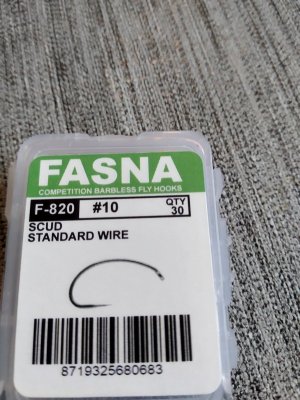 FASNA
COMPETITION BARBLESS FLY HOOKS
F-820 #10 QTY 30
SCUD
STANDARD WIRE
8719325680683